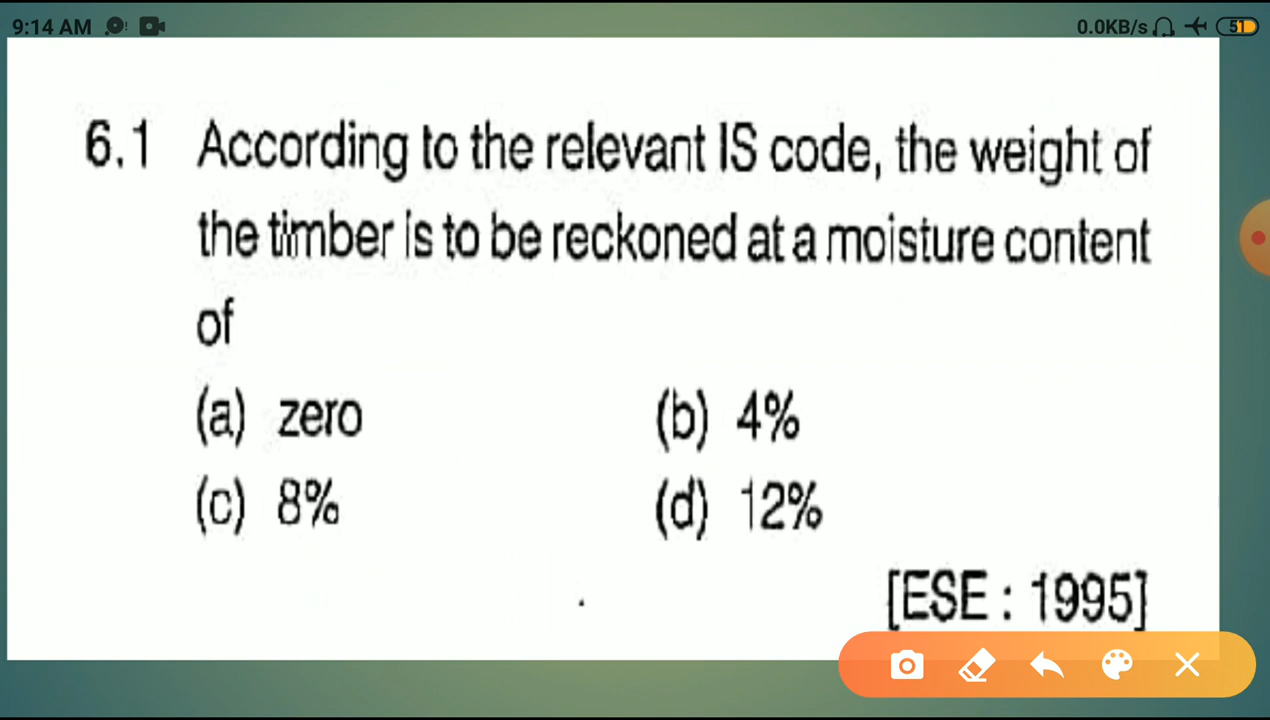 9:14 AM
0.0KB/s
51
6.1 According to the relevant IS code, the weight of
the timber is to be reckoned at a moisture content
of
(a) zero (b) 4%
(c) 8% (d) 12%
[ESE : 1995]